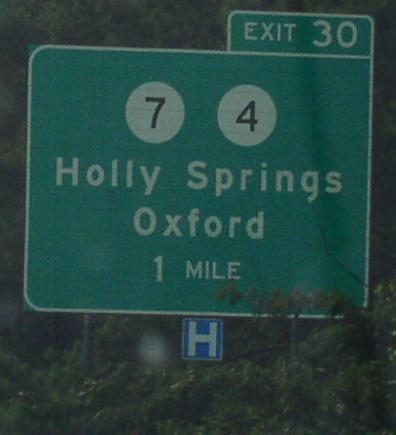 EXIT 30
7 4
Holly Springs
Oxford
1 MILE
H